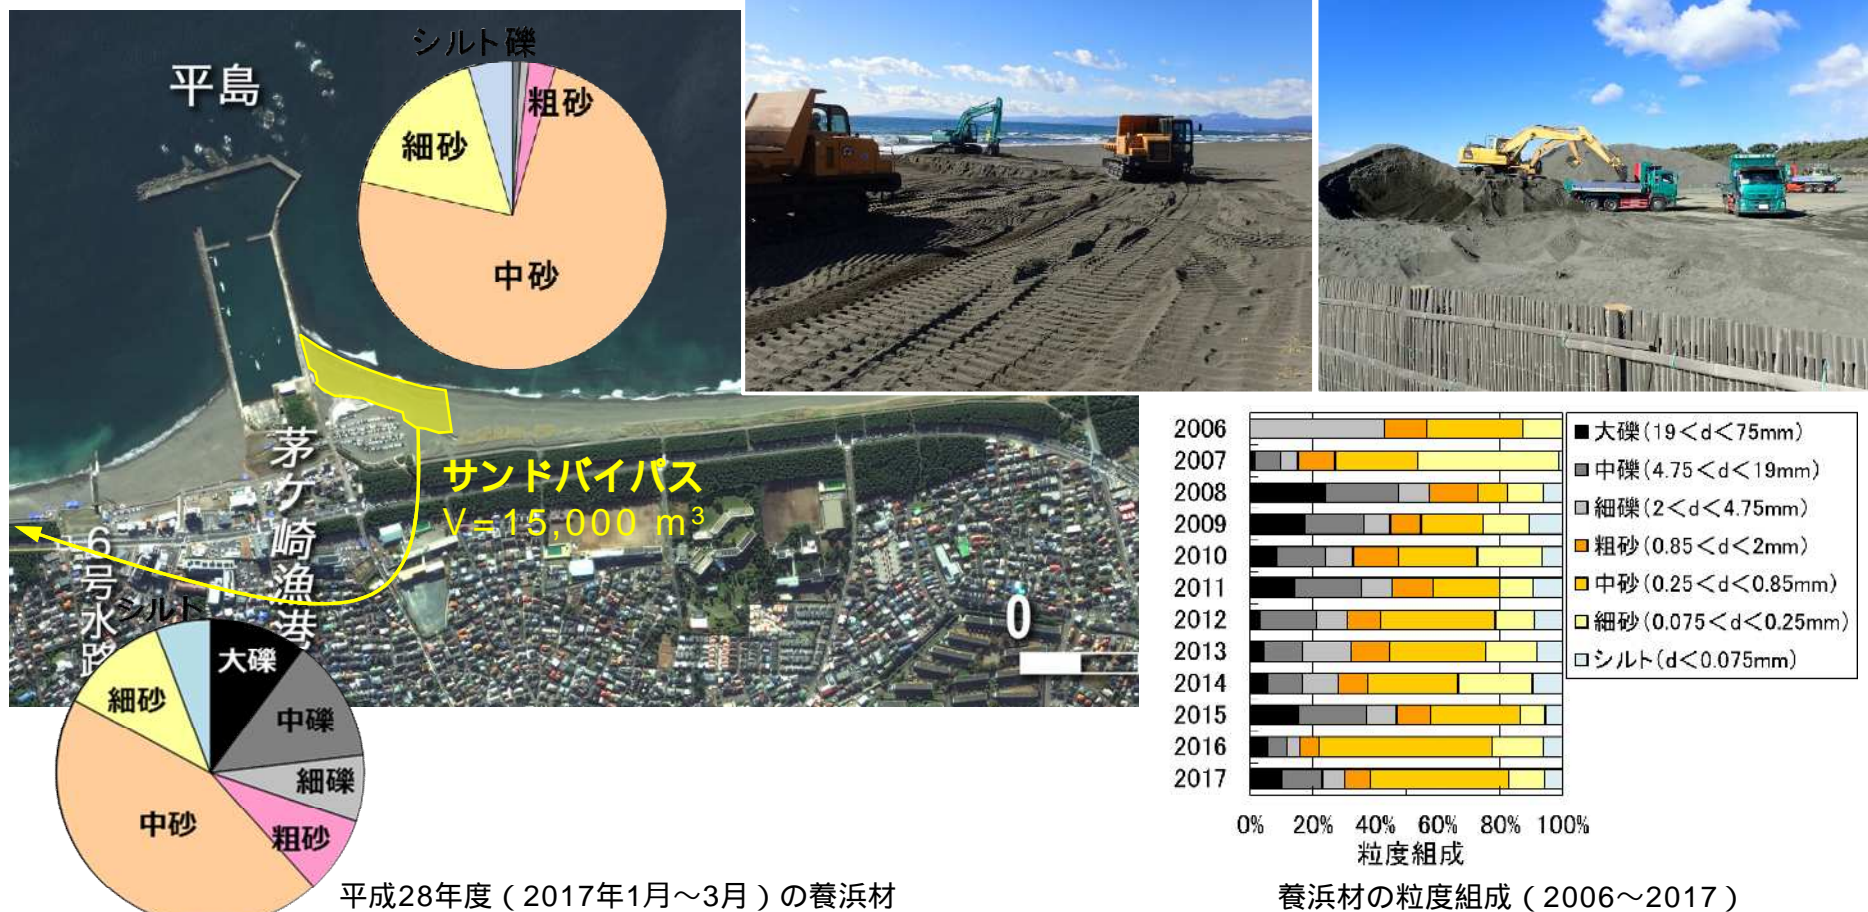 平島
シルト礫
粗砂
細砂
中砂
サンドバイパス
V=15,000 m³
茅ケ崎漁港
6号水路
0
シルト
大礫
中礫
細礫
粗砂
中砂
細砂
平成28年度(2017年1月～3月)の養浜材
2006
2007
2008
2009
2010
2011
2012
2013
2014
2015
2016
2017
0% 20% 40% 60% 80% 100%
粒度組成
大礫(19<d<75mm)
中礫(4.75<d<19mm)
細礫(2<d<4.75mm)
粗砂(0.85<d<2mm)
中砂(0.25<d<0.85mm)
細砂(0.075<d<0.25mm)
シルト(d<0.075mm)
養浜材の粒度組成(2006～2017)